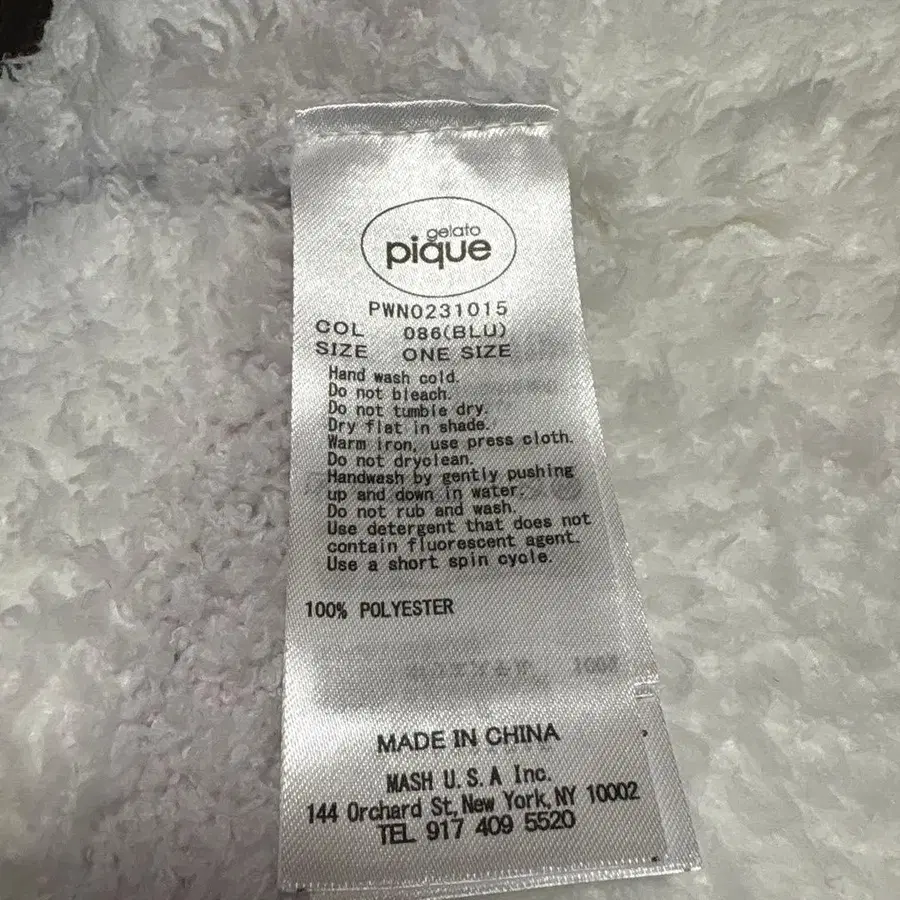 gelato
pique
PWNO231015
COL 086(BLU)
SIZE ONE SIZE
Hand wash cold.
Do not bleach.
Do not tumble dry.
Dry flat in shade.
Warm iron, use press cloth.
Do not dryclean.
Handwash by gently pushing
up and down in water.
Do not rub and wash.
Use detergent that does not
contain fluorescent agent.
Use a short spin cycle.
100% POLYESTER
MADE IN CHINA
MASH U.S.A Inc.
144 Orchard St, New York, NY 10002
TEL 917 409 5520